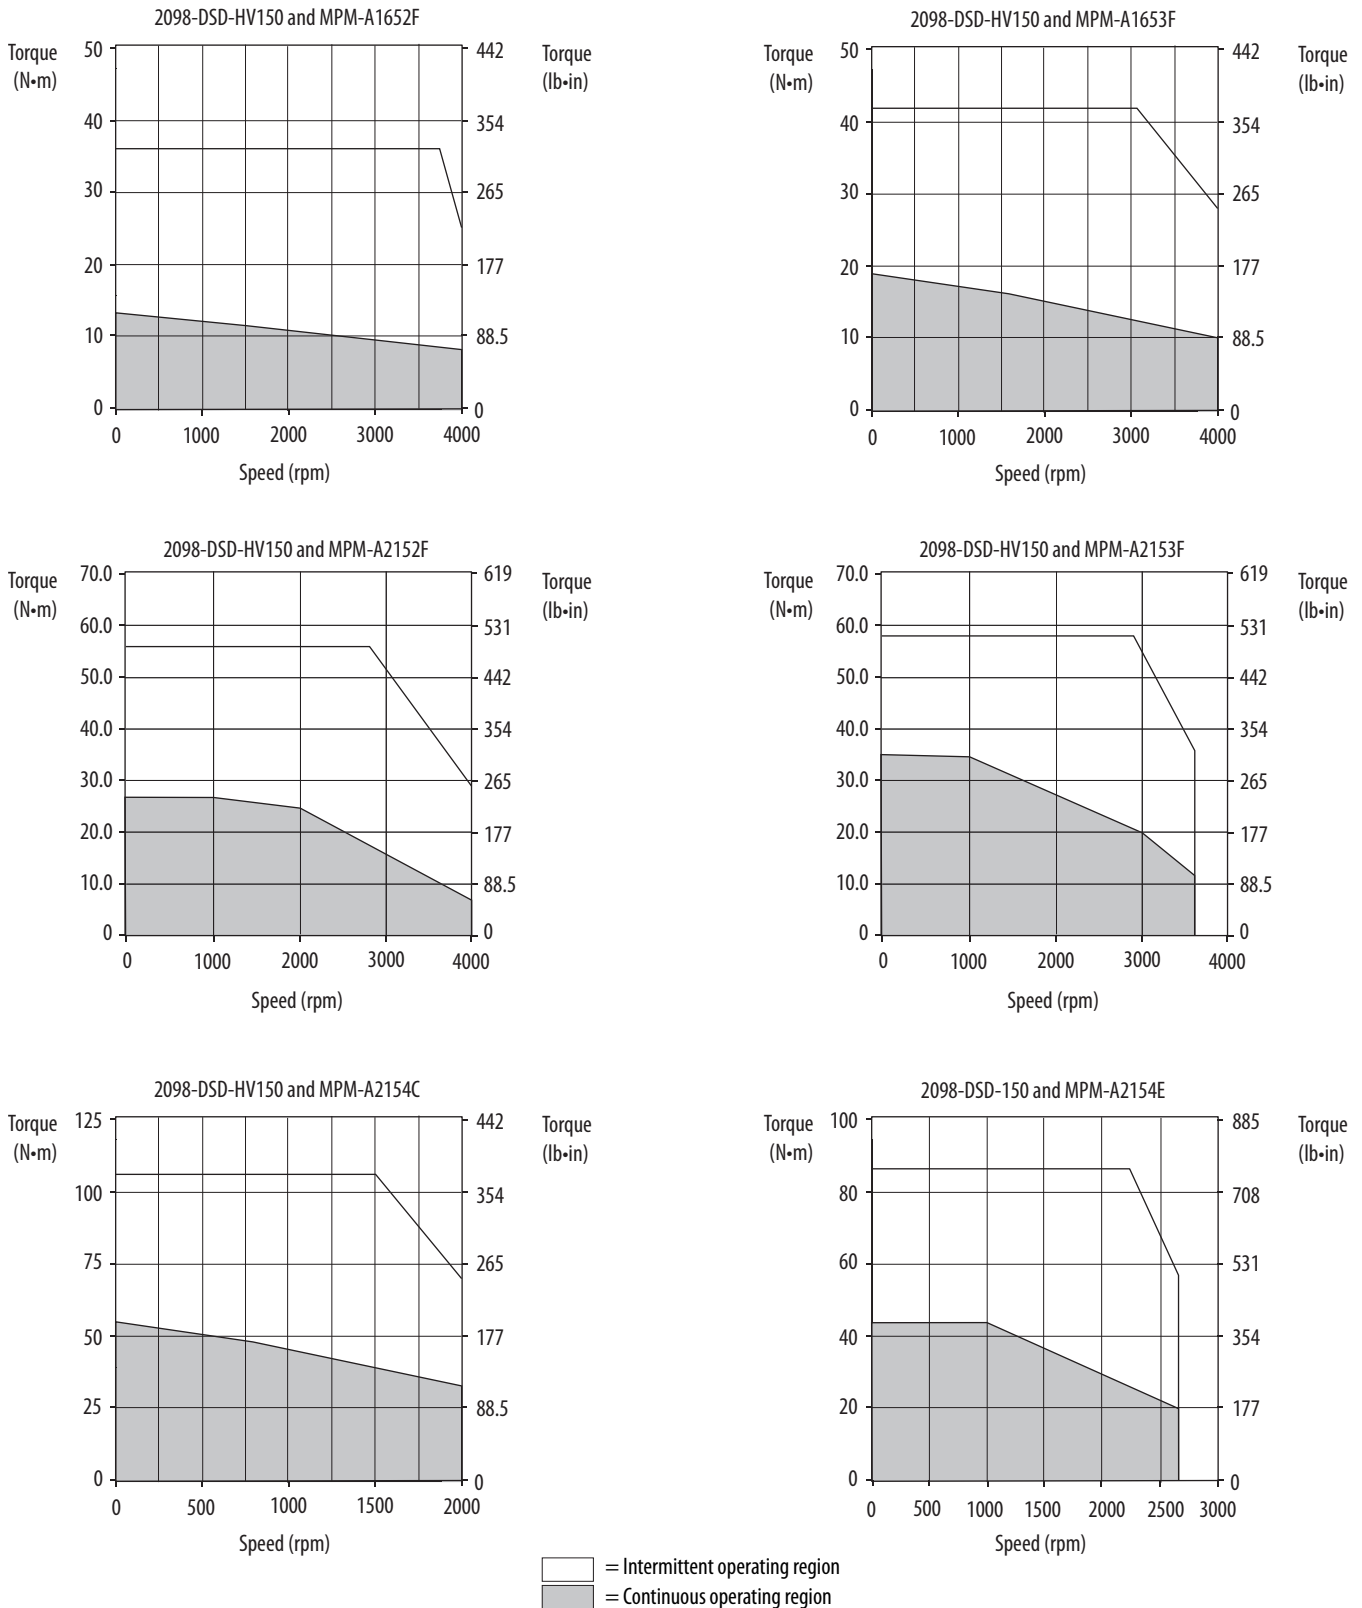 2098-DSD-HV150 and MPM-A1652F
Torque
(N•m)
50
40
30
20
10
0
442
354
265
177
88.5
0
Torque
(lb•in)
0 1000 2000 3000 4000
Speed (rpm)
2098-DSD-HV150 and MPM-A1653F
Torque
(N•m)
50
40
30
20
10
0
442
354
265
177
88.5
0
Torque
(lb•in)
0 1000 2000 3000 4000
Speed (rpm)
2098-DSD-HV150 and MPM-A2152F
Torque
(N•m)
70.0
60.0
50.0
40.0
30.0
20.0
10.0
0
619
531
442
354
265
177
88.5
0
Torque
(lb•in)
0 1000 2000 3000 4000
Speed (rpm)
2098-DSD-HV150 and MPM-A2153F
Torque
(N•m)
70.0
60.0
50.0
40.0
30.0
20.0
10.0
0
619
531
442
354
265
177
88.5
0
Torque
(lb•in)
0 1000 2000 3000 4000
Speed (rpm)
2098-DSD-HV150 and MPM-A2154C
Torque
(N•m)
125
100
75
50
25
0
442
354
265
177
88.5
0
Torque
(lb•in)
0 500 1000 1500 2000
Speed (rpm)
2098-DSD-150 and MPM-A2154E
Torque
(N•m)
100
80
60
40
20
0
885
708
531
354
177
0
Torque
(lb•in)
0 500 1000 1500 2000 2500 3000
Speed (rpm)
= Intermittent operating region
= Continuous operating region